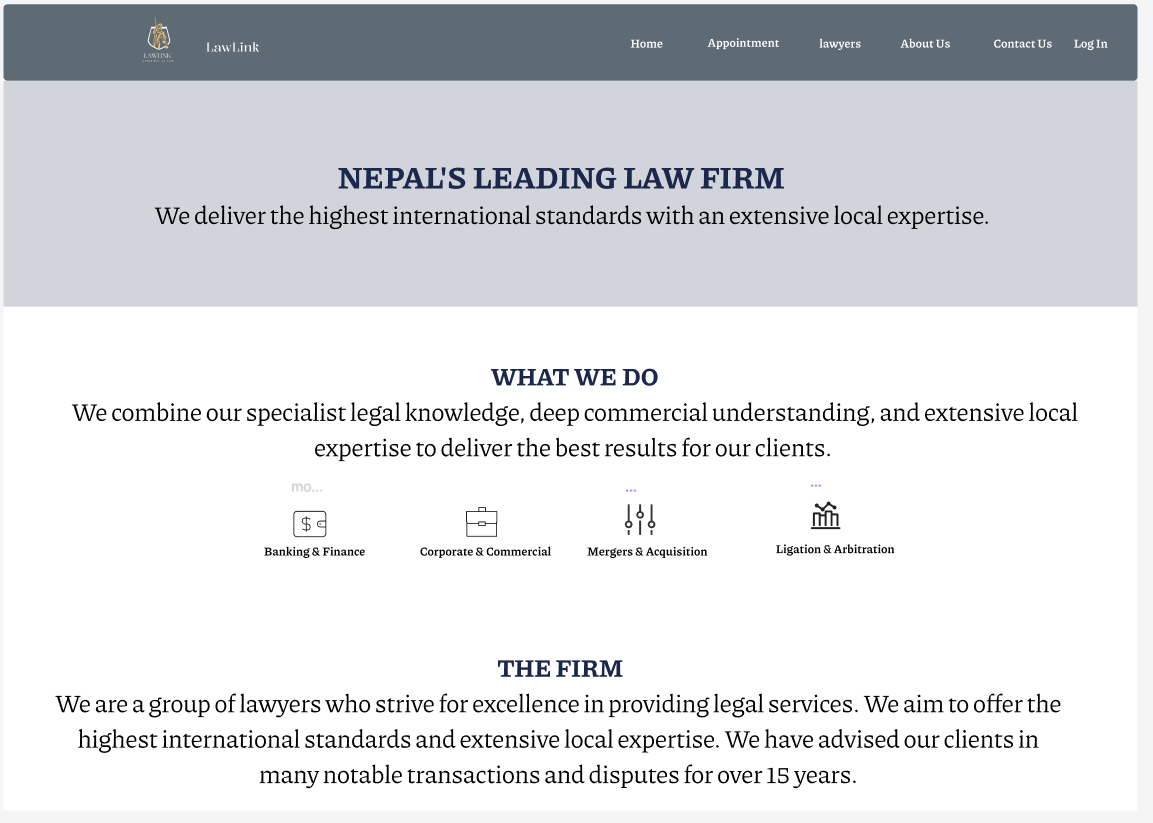 LAWLINK
LawLink
Home
Appointment
lawyers
About Us
Contact Us
Log In
NEPAL'S LEADING LAW FIRM
We deliver the highest international standards with an extensive local expertise.
WHAT WE DO
We combine our specialist legal knowledge, deep commercial understanding, and extensive local
expertise to deliver the best results for our clients.
mo...
...
...
Banking & Finance
Corporate & Commercial
Mergers & Acquisition
Ligation & Arbitration
THE FIRM
We are a group of lawyers who strive for excellence in providing legal services. We aim to offer the
highest international standards and extensive local expertise. We have advised our clients in
many notable transactions and disputes for over 15 years.